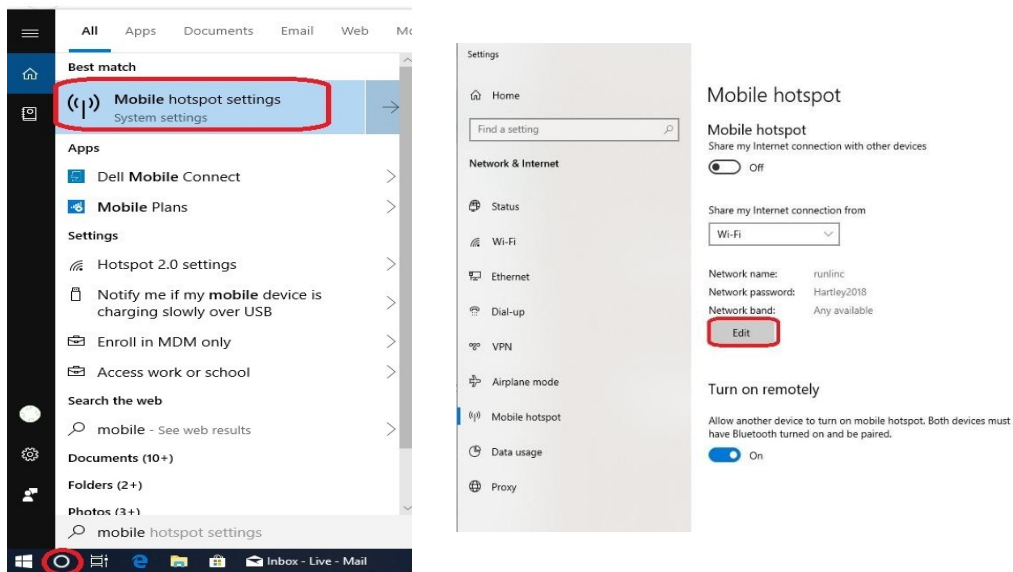 All Apps Documents Email Web
Best match
Mobile hotspot settings
System settings
Apps
Dell Mobile Connect
Mobile Plans
Settings
Hotspot 2.0 settings
Notify me if my mobile device is
charging slowly over USB
Enroll in MDM only
Access work or school
Search the web
mobile - See web results
Documents (10+)
Folders (2+)
Photos (3+)
mobile hotspot settings
Inbox - Live - Mail
Settings
Home
Find a setting
Network & Internet
Status
Wi-Fi
Ethernet
Dial-up
VPN
Airplane mode
Mobile hotspot
Data usage
Proxy
Mobile hotspot
Mobile hotspot
Share my Internet connection with other devices
Off
Share my Internet connection from
Wi-Fi
Network name: runlinc
Network password: Hartley2018
Network band: Any available
Edit
Turn on remotely
Allow another device to turn on mobile hotspot. Both devices must
have Bluetooth turned on and be paired.
On